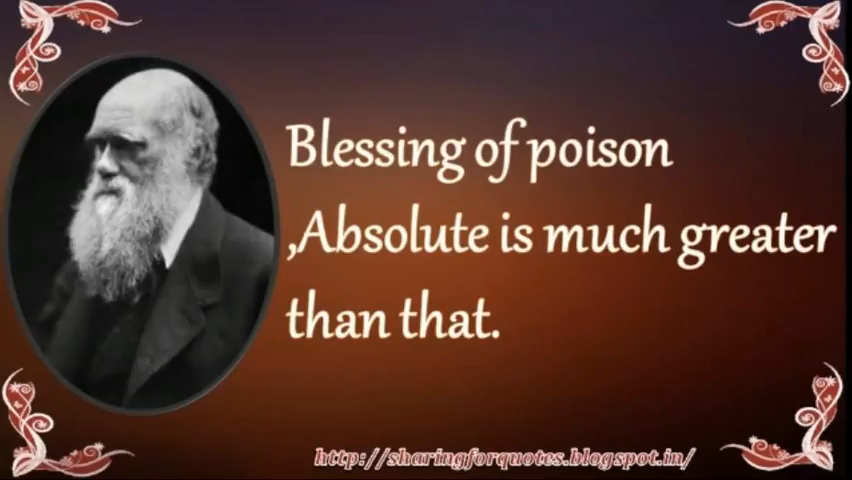 Blessing of poison
,Absolute is much greater
than that.
http://sharingforquotes.blogspot.in/